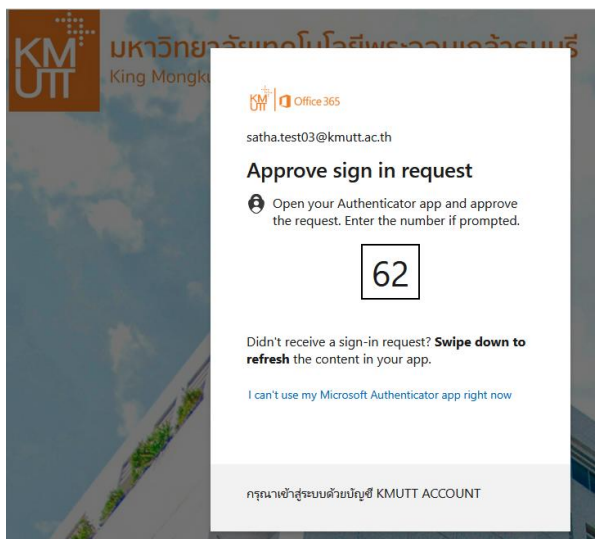 KM
UTT
มหาวิทยาลัยเทคโนโลยีพระจอมเกล้าธนบุรี
King Mongku
KM
UTT
Office 365
satha.test03@kmutt.ac.th
Approve sign in request
Open your Authenticator app and approve
the request. Enter the number if prompted.
62
Didn't receive a sign-in request? Swipe down to
refresh the content in your app.
I can't use my Microsoft Authenticator app right now
กรุณาเข้าสู่ระบบด้วยบัญชี KMUTT ACCOUNT